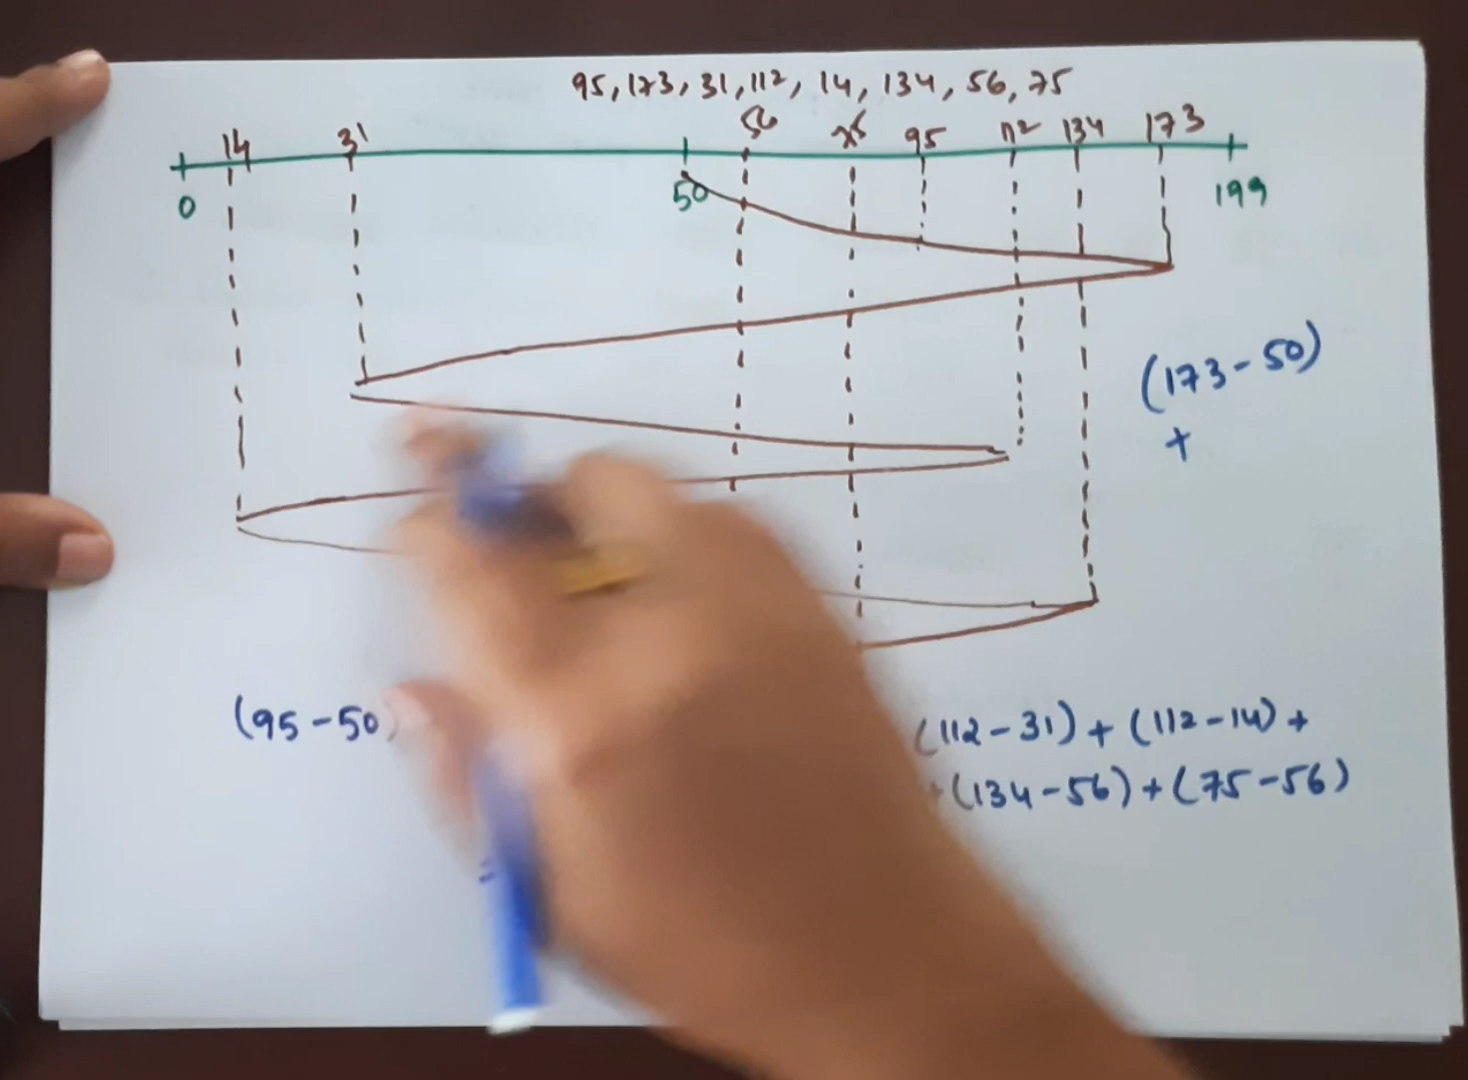 95, 173, 31, 112, 14, 134, 56, 75
14 31 56 75 95 112 134 173
0 50 199
(173-50)
+
(95-50) (112-31) + (112-14) +
+(134-56) + (75-56)
=